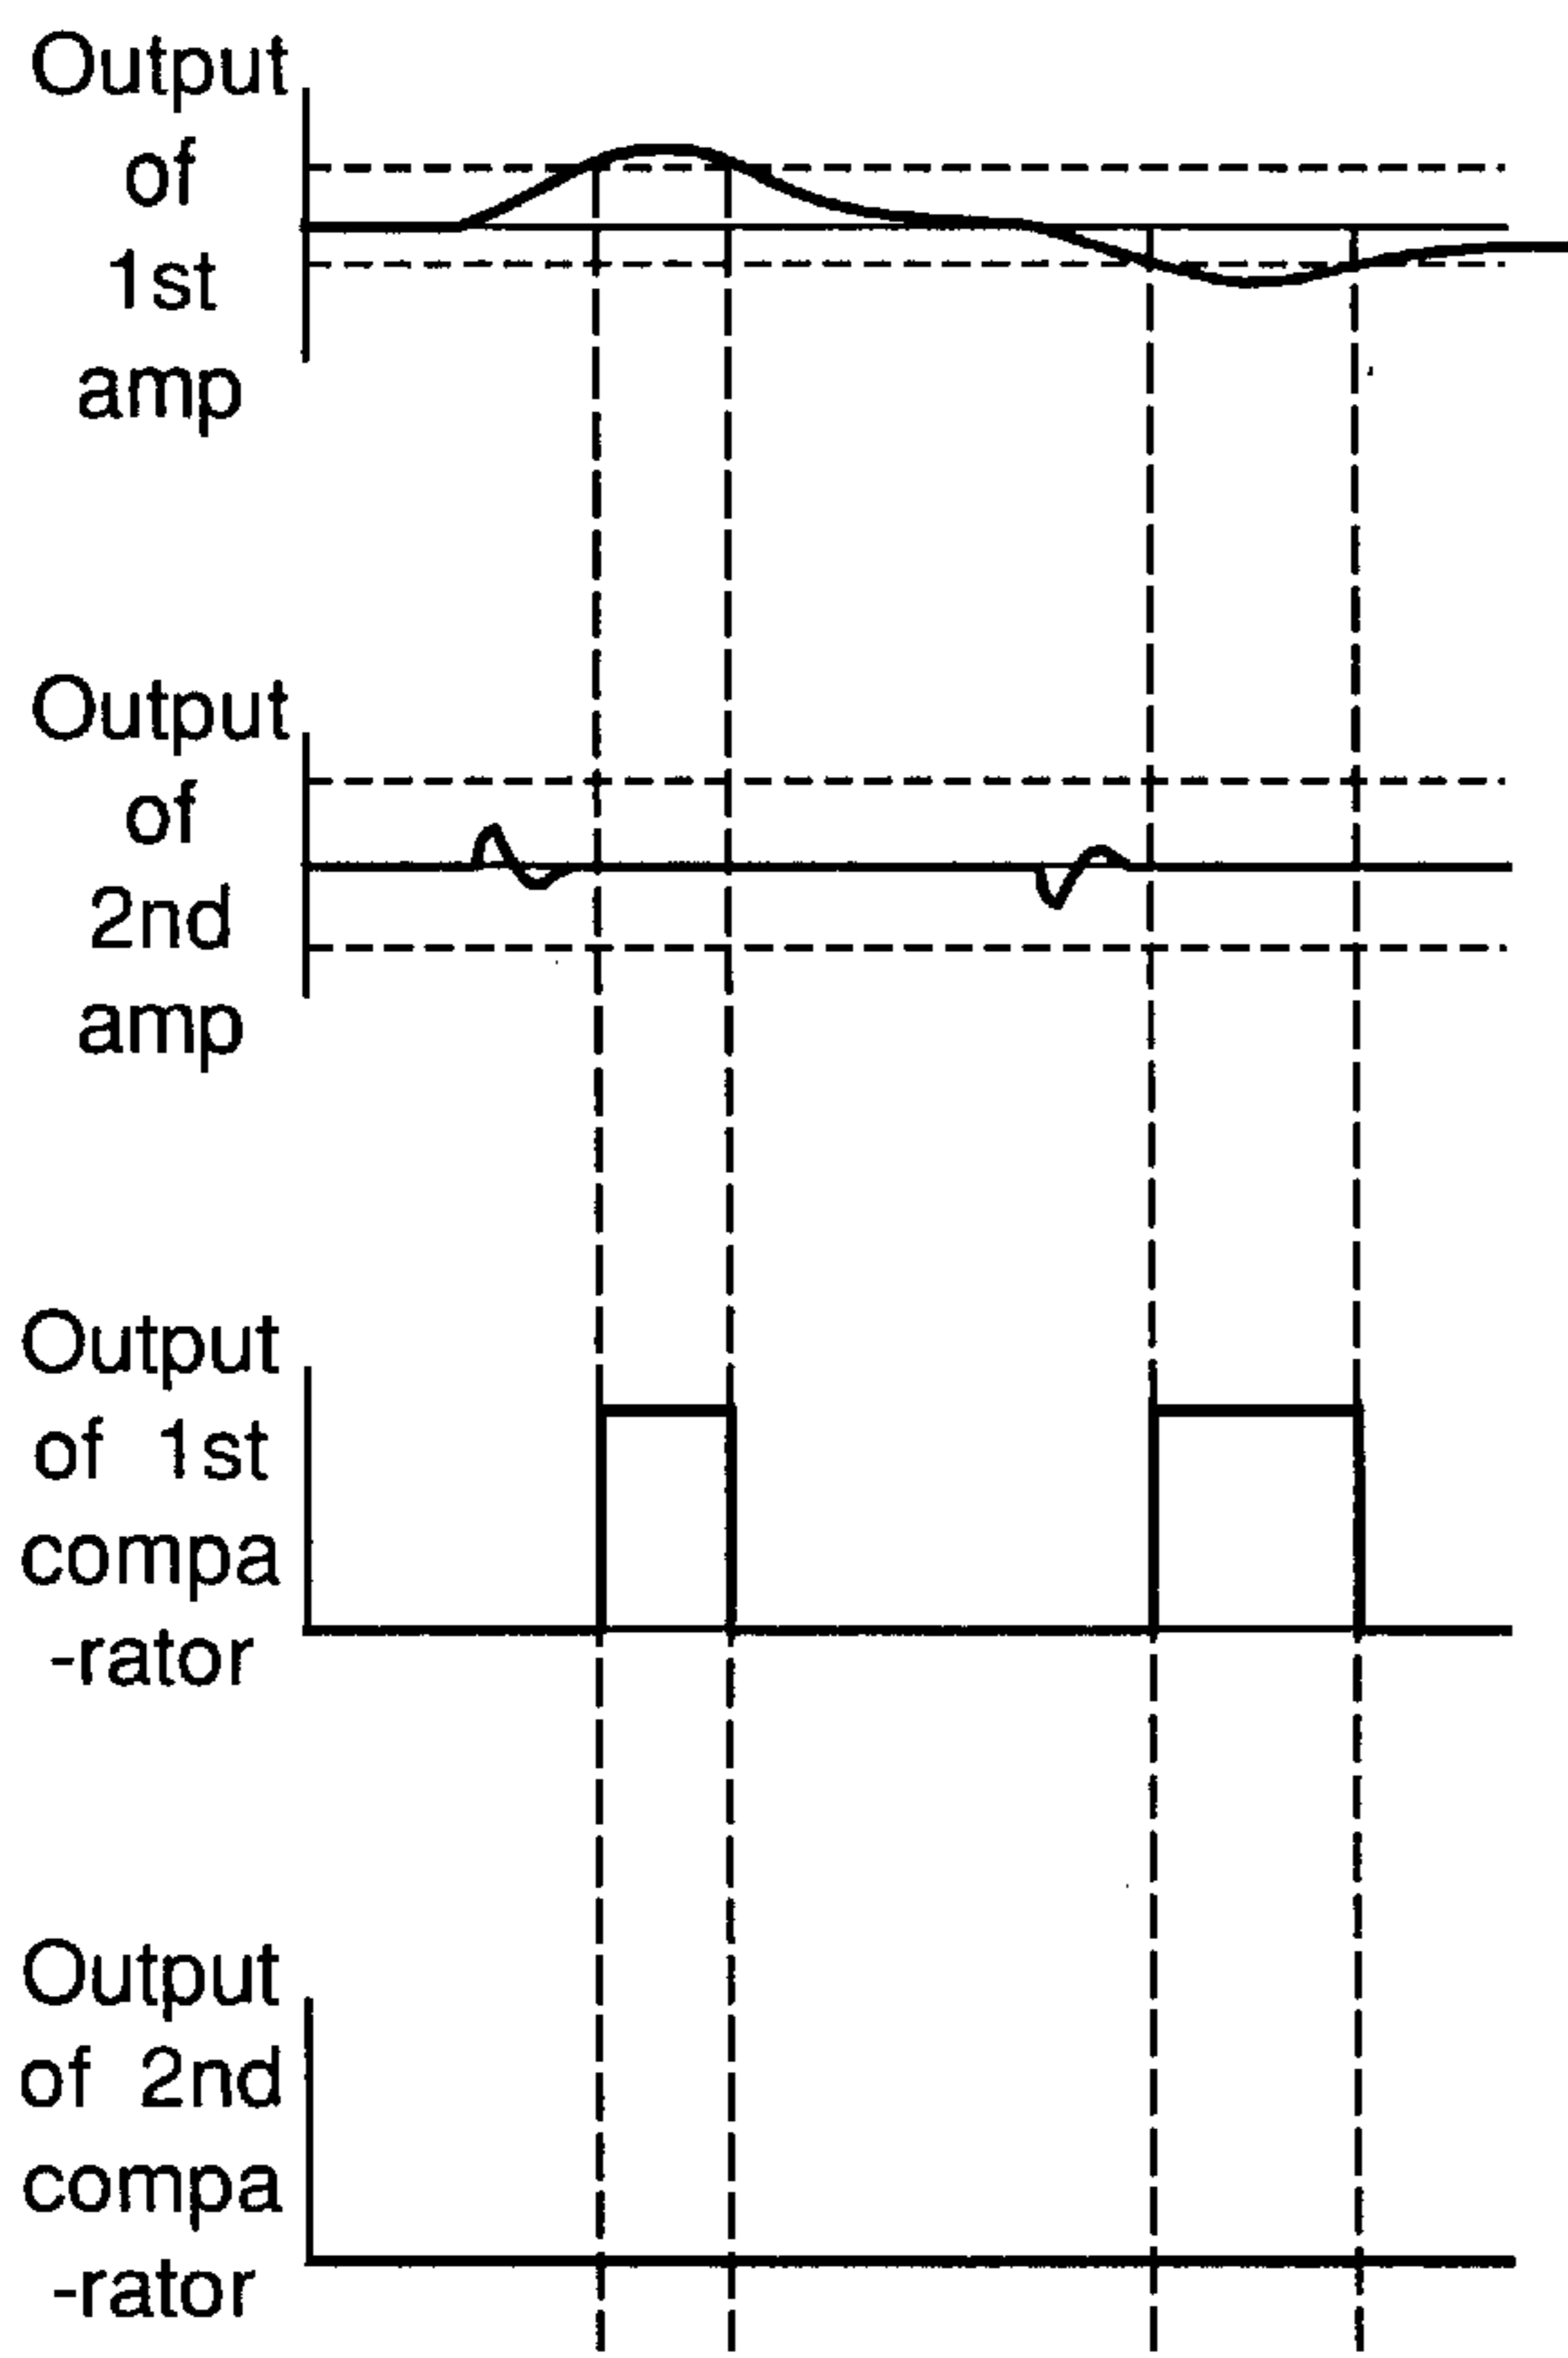 Output
of
1st
amp
Output
of
2nd
amp
Output
of 1st
compa
-rator
Output
of 2nd
compa
-rator